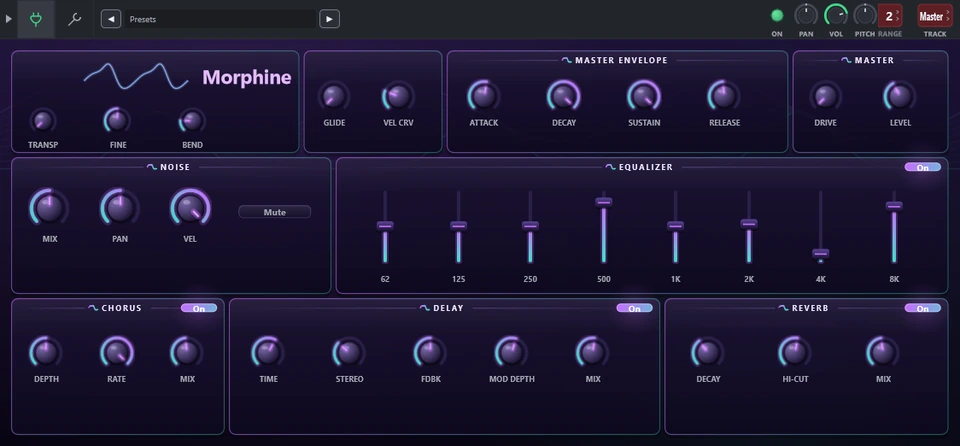 Presets
2
Master
ON PAN VOL PITCH RANGE TRACK
Morphine
TRANSP FINE BEND
GLIDE VEL CRV
MASTER ENVELOPE
ATTACK DECAY SUSTAIN RELEASE
MASTER
DRIVE LEVEL
NOISE
MIX PAN VEL
Mute
EQUALIZER
On
62 125 250 500 1K 2K 4K 8K
CHORUS
On
DEPTH RATE MIX
DELAY
On
TIME STEREO FDBK MOD DEPTH MIX
REVERB
On
DECAY HI-CUT MIX